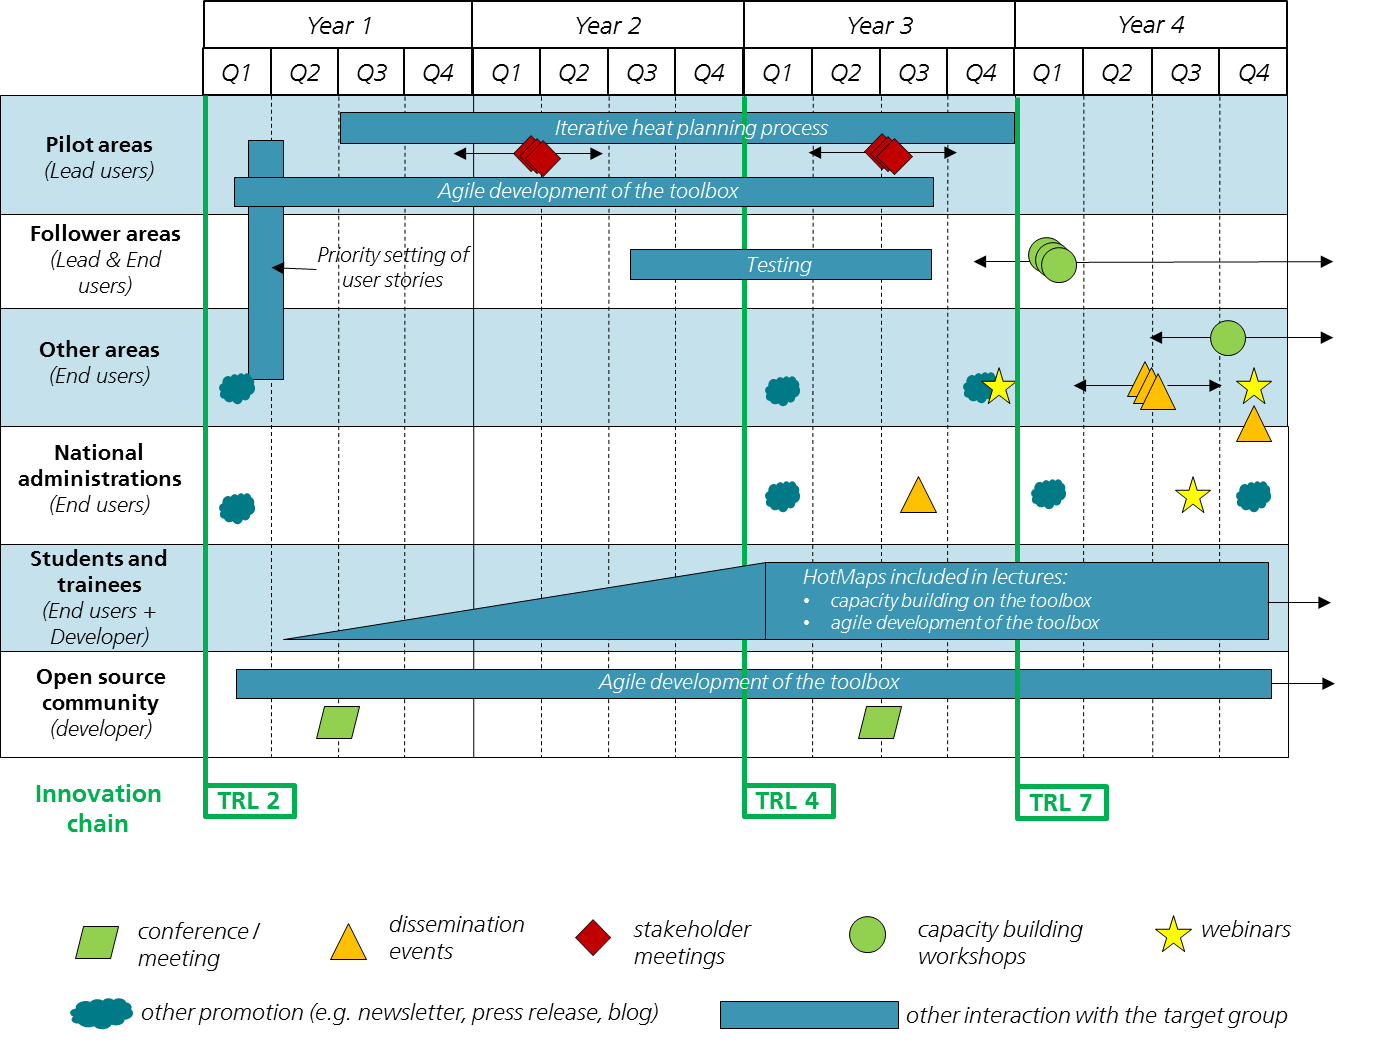 Year 1
Year 2
Year 3
Year 4
Q1
Q2
Q3
Q4
Q1
Q2
Q3
Q4
Q1
Q2
Q3
Q4
Q1
Q2
Q3
Q4
Pilot areas
(Lead users)
Iterative heat planning process
Agile development of the toolbox
Follower areas
(Lead & End
users)
Priority setting of
user stories
Testing
Other areas
(End users)
National
administrations
(End users)
Students and
trainees
(End users +
Developer)
HotMaps included in lectures:
• capacity building on the toolbox
• agile development of the toolbox
Open source
community
(developer)
Agile development of the toolbox
Innovation
chain
TRL 2
TRL 4
TRL 7
conference /
meeting
dissemination
events
stakeholder
meetings
capacity building
workshops
webinars
other promotion (e.g. newsletter, press release, blog)
other interaction with the target group